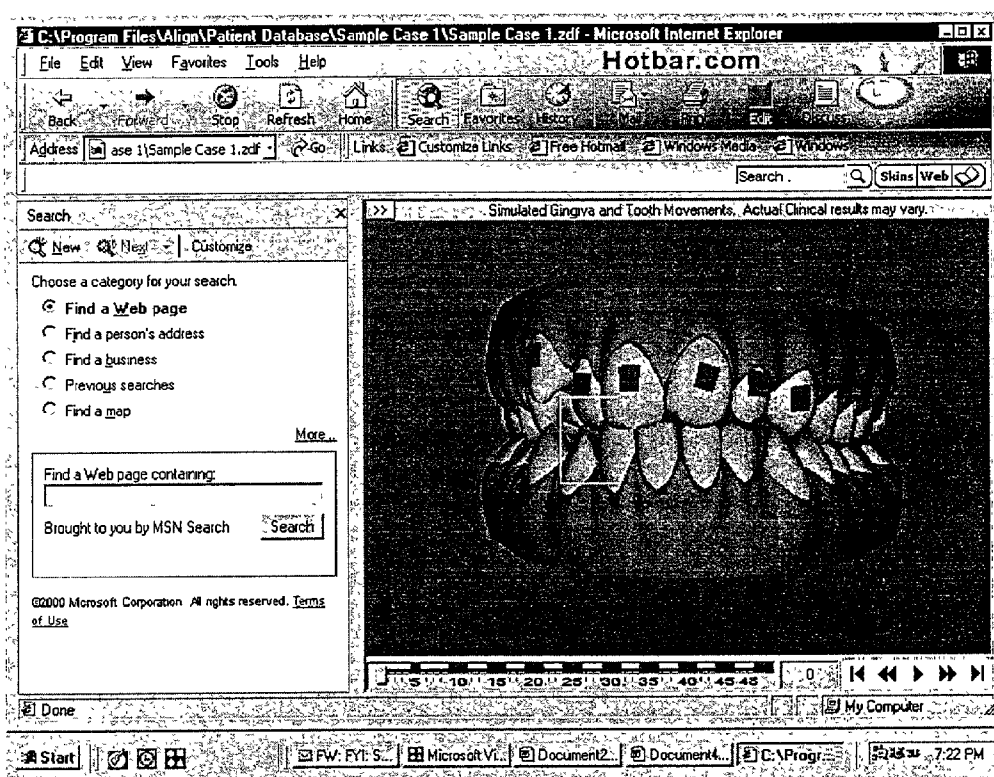 C:\Program Files\Align\Patient Database\Sample Case 1\Sample Case 1.zdf - Microsoft Internet Explorer
File Edit View Favorites Tools Help Hotbar.com
Back Forward Stop Refresh Home Search Favorites History Mail Print Edit Discuss
Address ase 1\Sample Case 1.zdf Go Links Customize Links Free Hotmail Windows Media Windows
Search . Skins Web
Search x >> Simulated Gingiva and Tooth Movements. Actual Clinical results may vary.
New Next Customize
Choose a category for your search.
Find a Web page
Find a person's address
Find a business
Previous searches
Find a map
More...
Find a Web page containing:
Brought to you by MSN Search Search
©2000 Microsoft Corporation All rights reserved. Terms
of Use
5 10 15 20 25 30 35 40 45 48 0
Done My Computer
Start FW: FYI: S... Microsoft Vi... Document2... Document4... C:\Progr... 7:22 PM